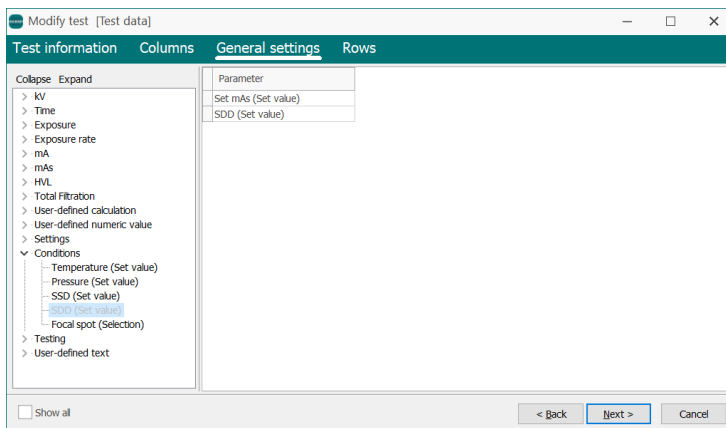 Modify test [Test data]
Test information Columns General settings Rows
Collapse Expand
kV
Time
Exposure
Exposure rate
mA
mAs
HVL
Total Filtration
User-defined calculation
User-defined numeric value
Settings
Conditions
Temperature (Set value)
Pressure (Set value)
SSD (Set value)
SDD (Set value)
Focal spot (Selection)
Testing
User-defined text
Parameter
Set mAs (Set value)
SDD (Set value)
Show all
< Back Next > Cancel